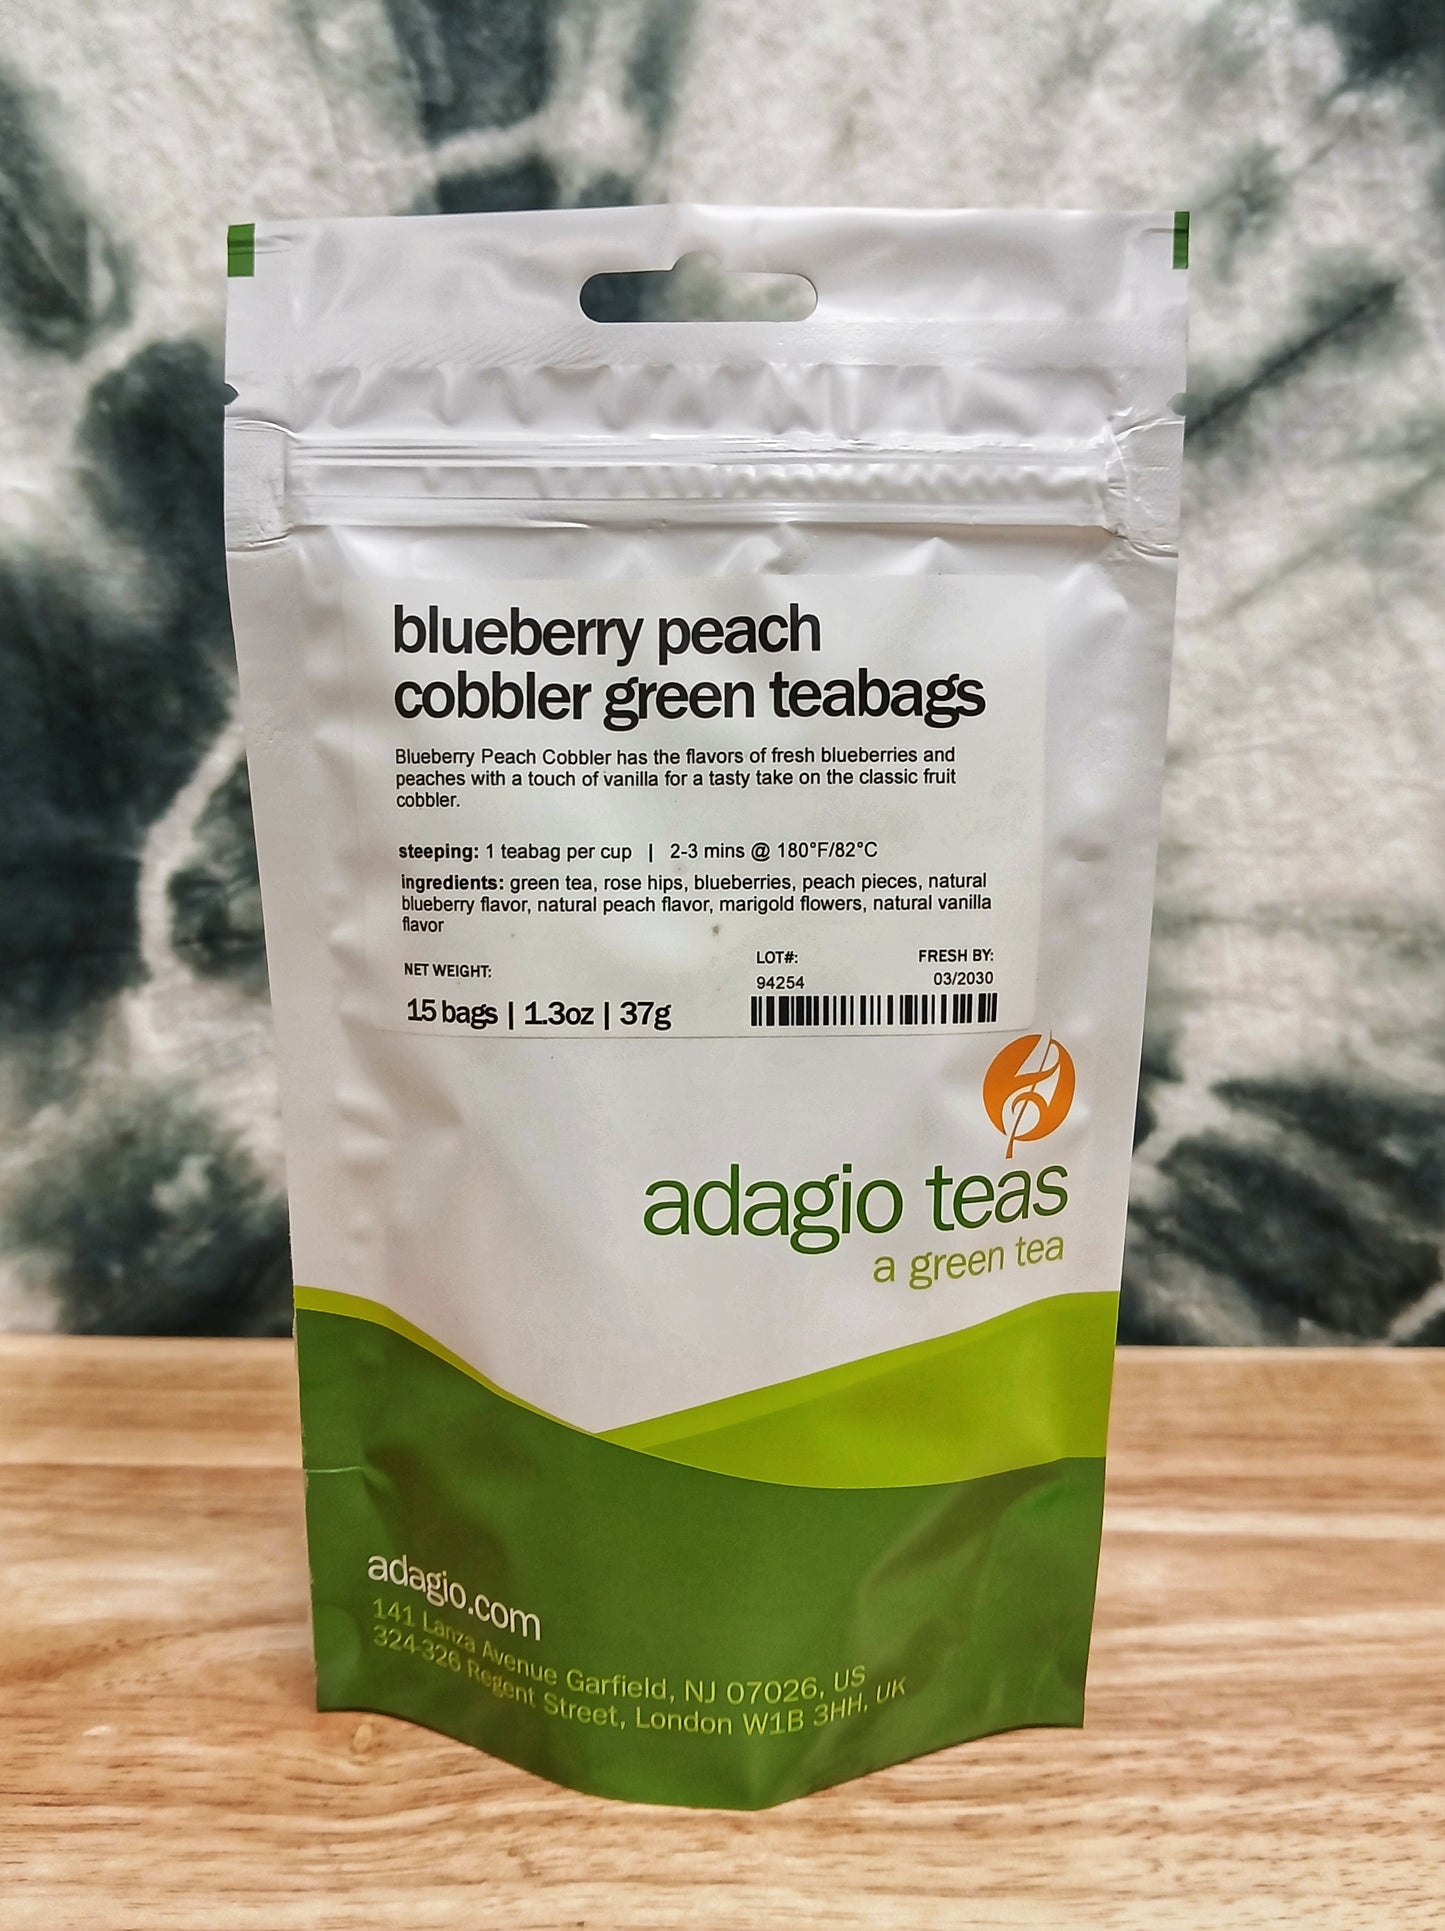 blueberry peach
cobbler green teabags
Blueberry Peach Cobbler has the flavors of fresh blueberries and
peaches with a touch of vanilla for a tasty take on the classic fruit
cobbler.
steeping: 1 teabag per cup | 2-3 mins @ 180°F/82°C
ingredients: green tea, rose hips, blueberries, peach pieces, natural
blueberry flavor, natural peach flavor, marigold flowers, natural vanilla
flavor
NET WEIGHT:
15 bags | 1.3oz | 37g
LOT#:
94254
FRESH BY:
03/2030
adagio teas
a green tea
adagio.com
141 Lanza Avenue Garfield, NJ 07026, US
324-326 Regent Street, London W1B 3HH, UK